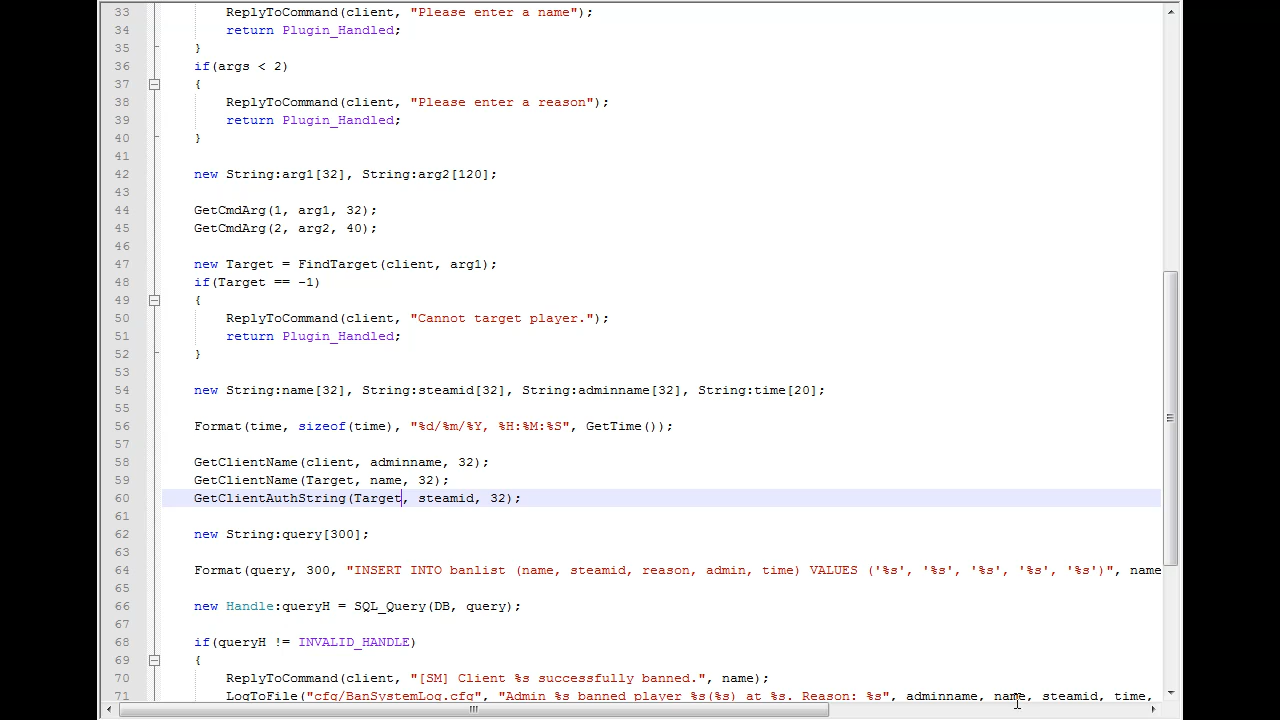 33 ReplyToCommand(client, "Please enter a name");
34 return Plugin_Handled;
35 }
36 if(args < 2)
37 {
38 ReplyToCommand(client, "Please enter a reason");
39 return Plugin_Handled;
40 }
41
42 new String:arg1[32], String:arg2[120];
43
44 GetCmdArg(1, arg1, 32);
45 GetCmdArg(2, arg2, 40);
46
47 new Target = FindTarget(client, arg1);
48 if(Target == -1)
49 {
50 ReplyToCommand(client, "Cannot target player.");
51 return Plugin_Handled;
52 }
53
54 new String:name[32], String:steamid[32], String:adminname[32], String:time[20];
55
56 Format(time, sizeof(time), "%d/%m/%Y, %H:%M:%S", GetTime());
57
58 GetClientName(client, adminname, 32);
59 GetClientName(Target, name, 32);
60 GetClientAuthString(Target, steamid, 32);
61
62 new String:query[300];
63
64 Format(query, 300, "INSERT INTO banlist (name, steamid, reason, admin, time) VALUES ('%s', '%s', '%s', '%s', '%s')", name
65
66 new Handle:queryH = SQL_Query(DB, query);
67
68 if(queryH != INVALID_HANDLE)
69 {
70 ReplyToCommand(client, "[SM] Client %s successfully banned.", name);
71 LogToFile("cfg/BanSystemLog.cfg", "Admin %s banned player %s(%s) at %s. Reason: %s", adminname, name, steamid, time,